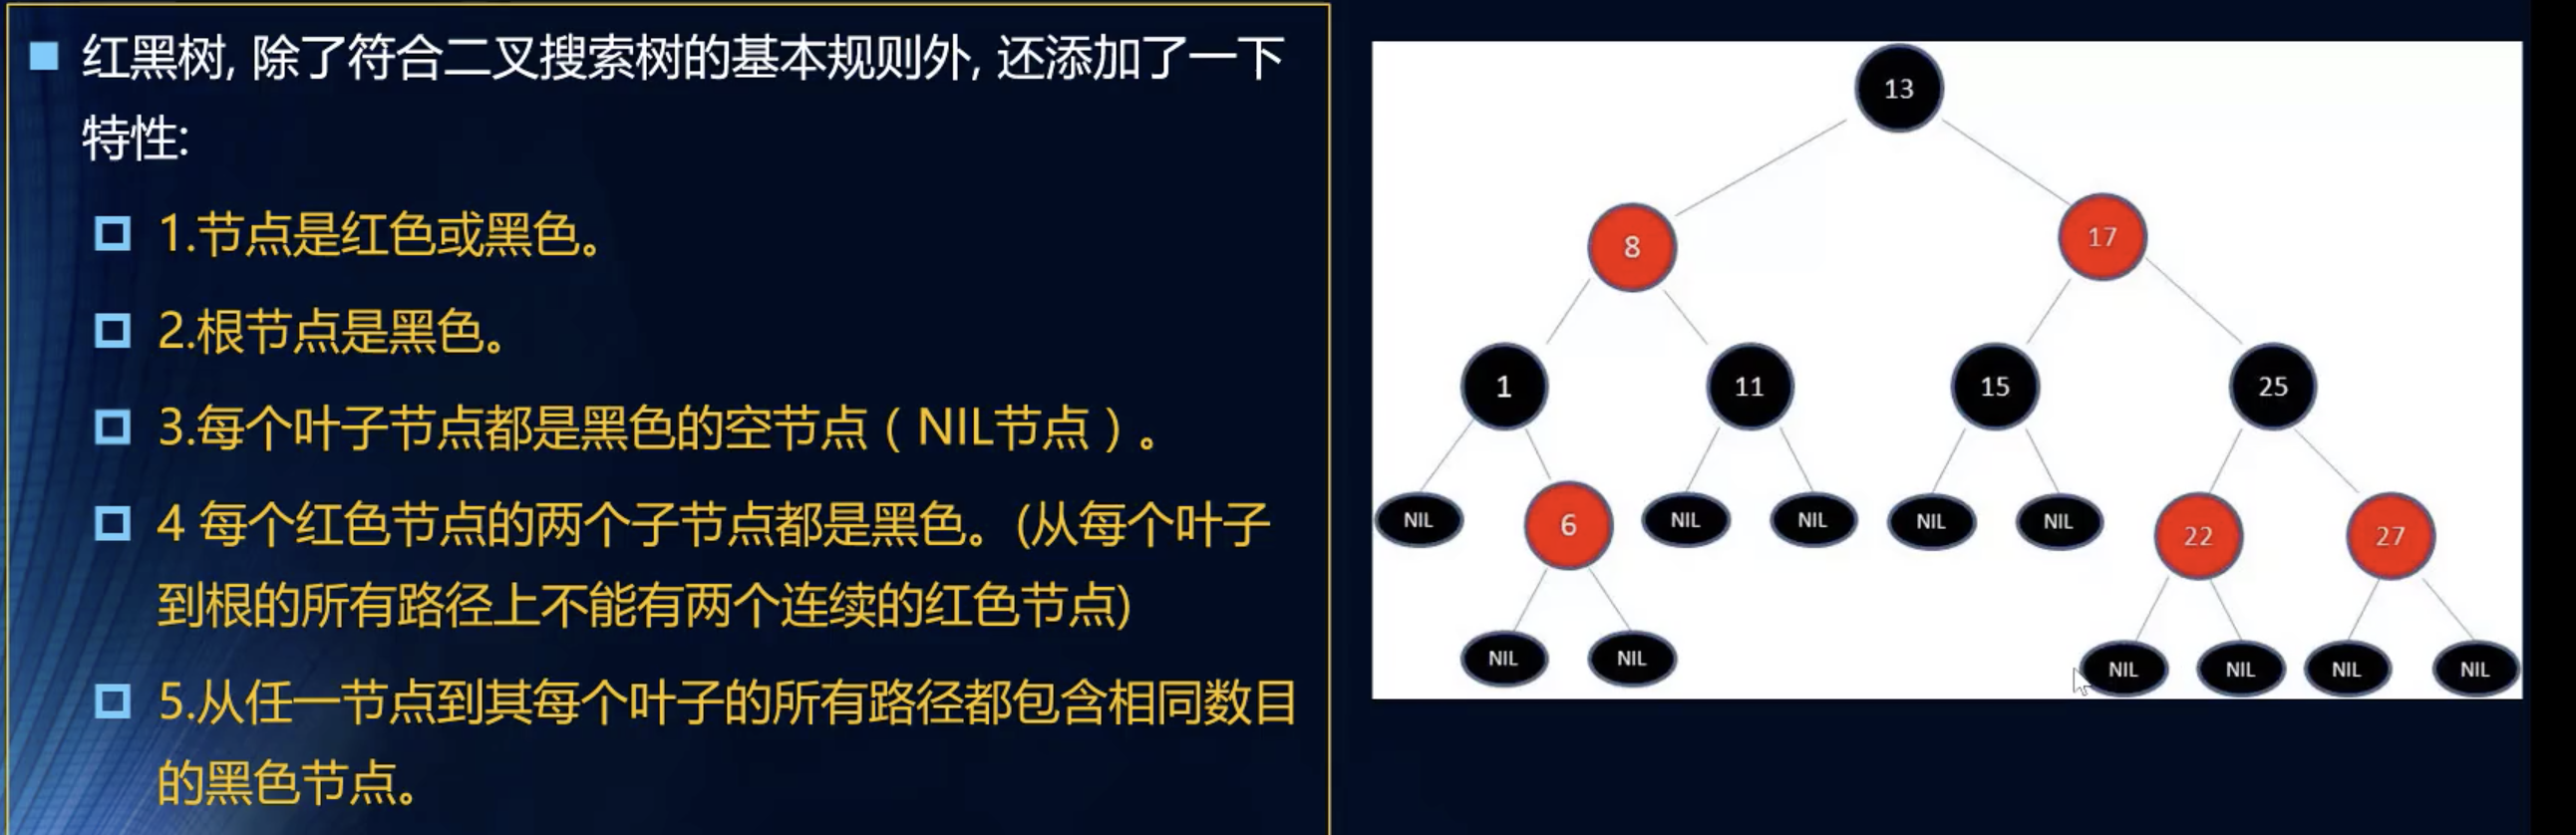 红黑树, 除了符合二叉搜索树的基本规则外, 还添加了一下
特性:
1.节点是红色或黑色。
2.根节点是黑色。
3.每个叶子节点都是黑色的空节点（NIL节点）。
4 每个红色节点的两个子节点都是黑色。(从每个叶子
到根的所有路径上不能有两个连续的红色节点)
5.从任一节点到其每个叶子的所有路径都包含相同数目
的黑色节点。
13
8
17
1
11
15
25
NIL
6
NIL
NIL
NIL
NIL
22
27
NIL
NIL
NIL
NIL
NIL
NIL